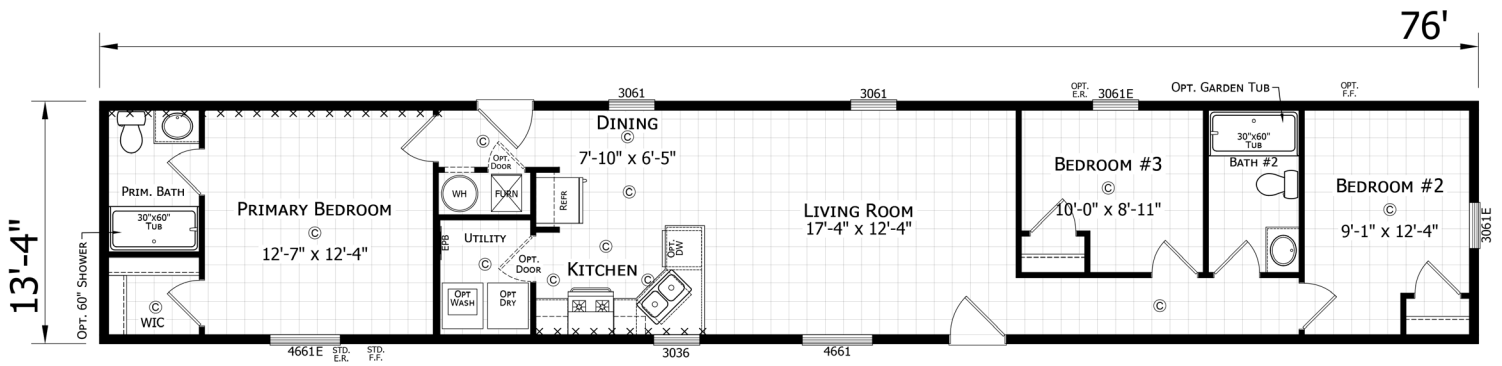 76'
13'-4"
3061
3061
OPT.
E.R.
3061E
OPT. GARDEN TUB
OPT.
F.F.
PRIM. BATH
30"x60"
TUB
OPT. 60" SHOWER
WIC
PRIMARY BEDROOM
12'-7" x 12'-4"
4661E
STD.
E.R.
STD.
F.F.
C
C
C
OPT.
DOOR
WH
FURN
EPB
UTILITY
C
OPT.
DOOR
OPT
WASH
OPT
DRY
DINING
C
7'-10" x 6'-5"
REFR
C
C
KITCHEN
C
C
OPT.
DW
3036
LIVING ROOM
17'-4" x 12'-4"
4661
BEDROOM #3
C
10'-0" x 8'-11"
30"x60"
TUB
BATH #2
C
BEDROOM #2
C
9'-1" x 12'-4"
3061E